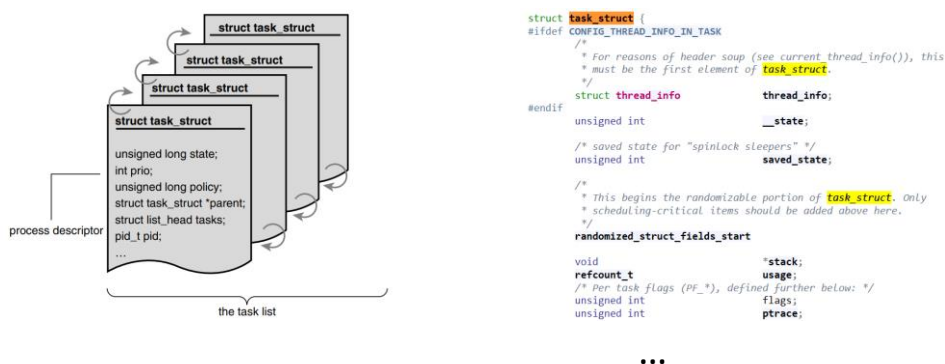 struct task_struct
struct task_struct
struct task_struct
struct task_struct
unsigned long state;
int prio;
unsigned long policy;
struct task_struct *parent;
struct list_head tasks;
pid_t pid;
...
process descriptor
the task list
struct task_struct {
#ifdef CONFIG_THREAD_INFO_IN_TASK
/*
* For reasons of header soup (see current_thread_info()), this
* must be the first element of task_struct.
*/
struct thread_info thread_info;
#endif
unsigned int __state;
/* saved state for "spinlock sleepers" */
unsigned int saved_state;
/*
* This begins the randomizable portion of task_struct. Only
* scheduling-critical items should be added above here.
*/
randomized_struct_fields_start
void *stack;
refcount_t usage;
/* Per task flags (PF_*), defined further below: */
unsigned int flags;
unsigned int ptrace;
...